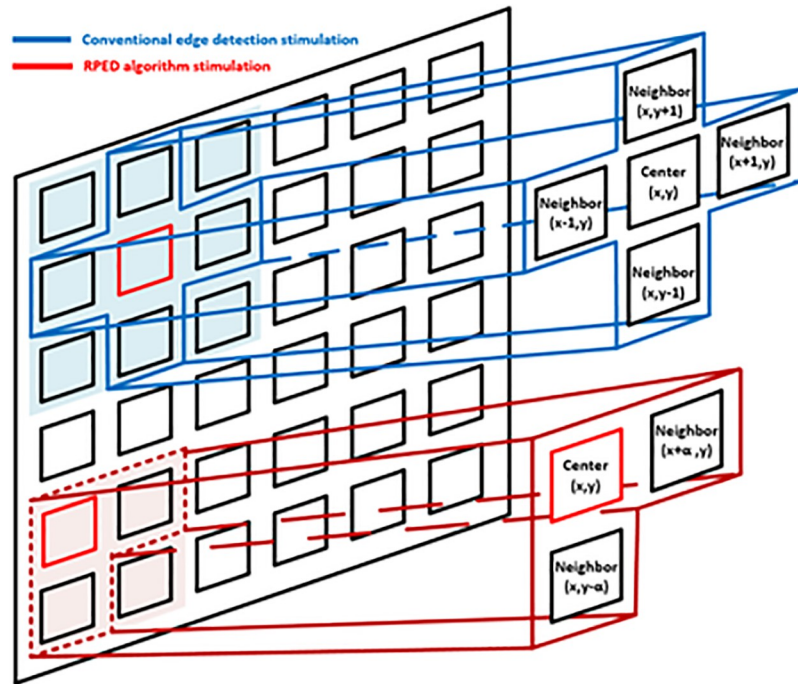 Conventional edge detection stimulation
RPED algorithm stimulation
Neighbor
(x,y+1)
Neighbor
(x+1,y)
Center
(x,y)
Neighbor
(x-1,y)
Neighbor
(x,y-1)
Neighbor
(x+α,y)
Center
(x,y)
Neighbor
(x,y-α)